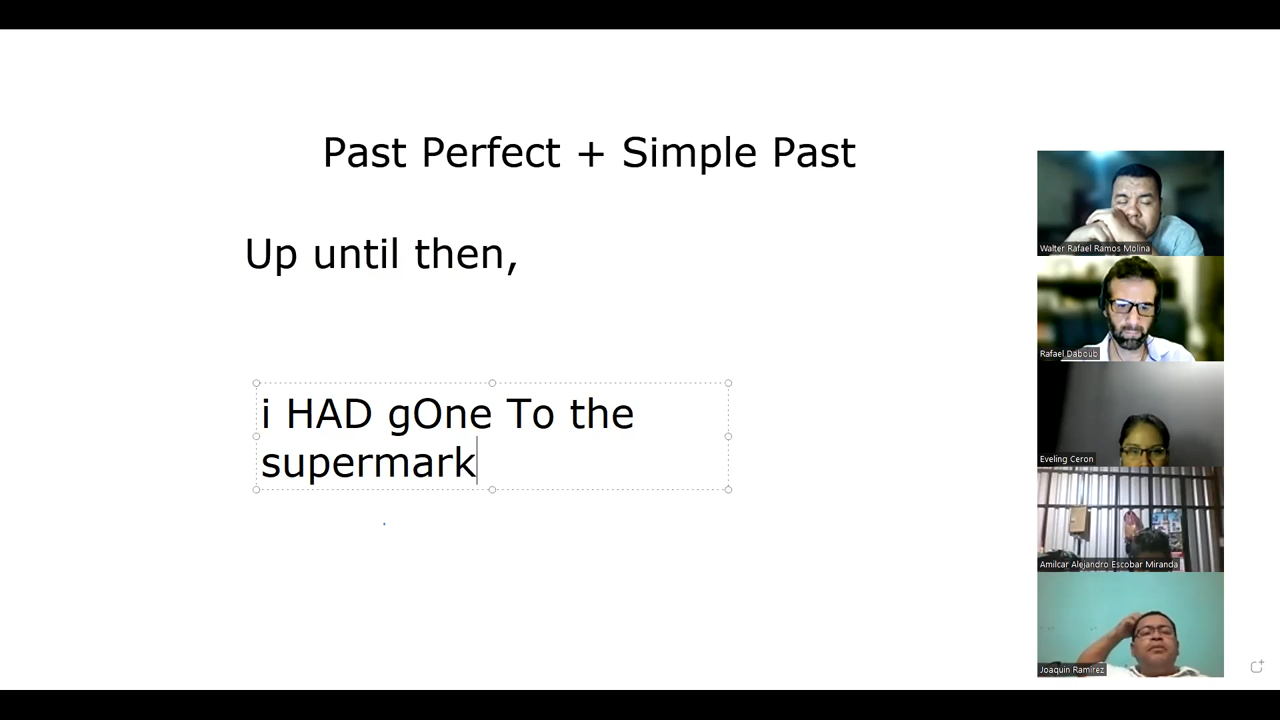 Past Perfect + Simple Past
Up until then,
i HAD gOne To the
supermark
Walter Rafael Ramos Molina
Rafael Daboub
Eveling Ceron
Amilcar Alejandro Escobar Miranda
Joaquin Ramirez